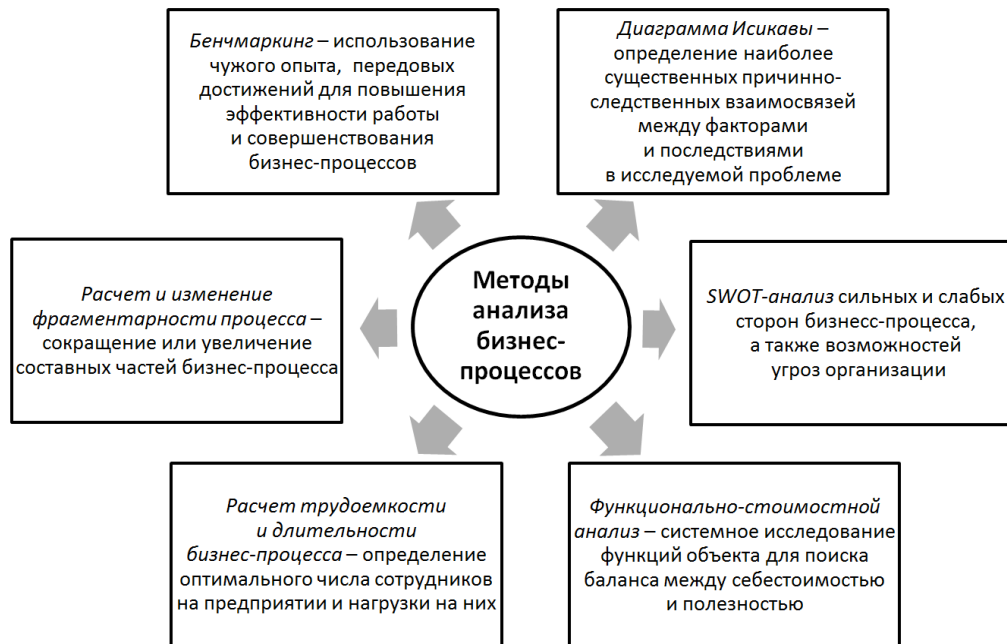 Бенчмаркинг – использование
чужого опыта, передовых
достижений для повышения
эффективности работы
и совершенствования
бизнес-процессов
Диаграмма Исикавы –
определение наиболее
существенных причинно-
следственных взаимосвязей
между факторами
и последствиями
в исследуемой проблеме
Расчет и изменение
фрагментарности процесса –
сокращение или увеличение
составных частей бизнес-процесса
Методы
анализа
бизнес-
процессов
SWOT-анализ сильных и слабых
сторон бизнесс-процесса,
а также возможностей
угроз организации
Расчет трудоемкости
и длительности
бизнес-процесса – определение
оптимального числа сотрудников
на предприятии и нагрузки на них
Функционально-стоимостной
анализ – системное исследование
функций объекта для поиска
баланса между себестоимостью
и полезностью